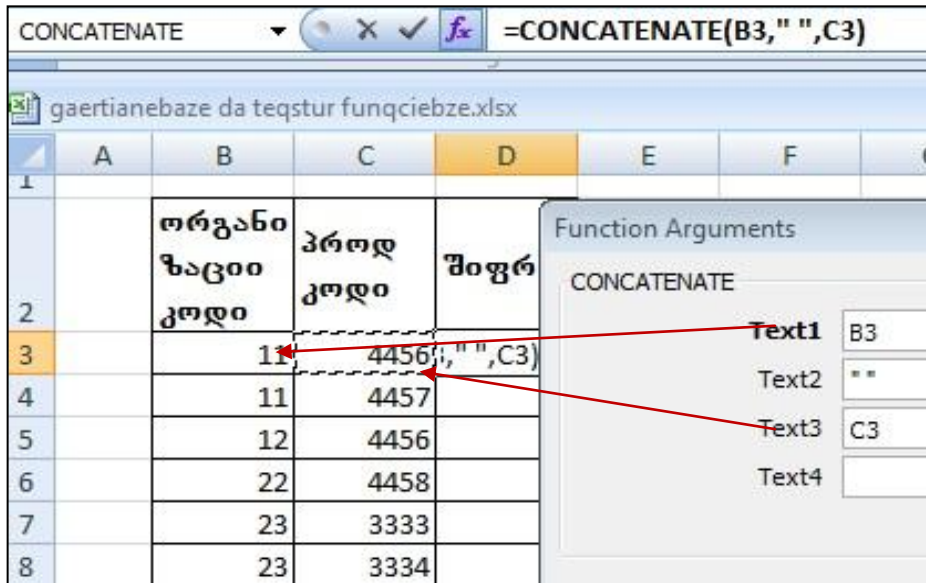 CONCATENATE fx =CONCATENATE(B3," ",C3)
gaertianebaze da teqstur funqciebze.xlsx
A B C D E F
1
2 ორგანი
ზაციი
კოდი
პროდ
კოდი
შიფრ
3 11 4456 ," ",C3)
4 11 4457
5 12 4456
6 22 4458
7 23 3333
8 23 3334
Function Arguments
CONCATENATE
Text1 B3
Text2 " "
Text3 C3
Text4